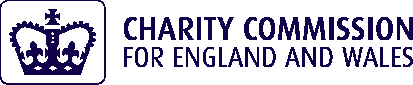 CHARITY COMMISSION
FOR ENGLAND AND WALES